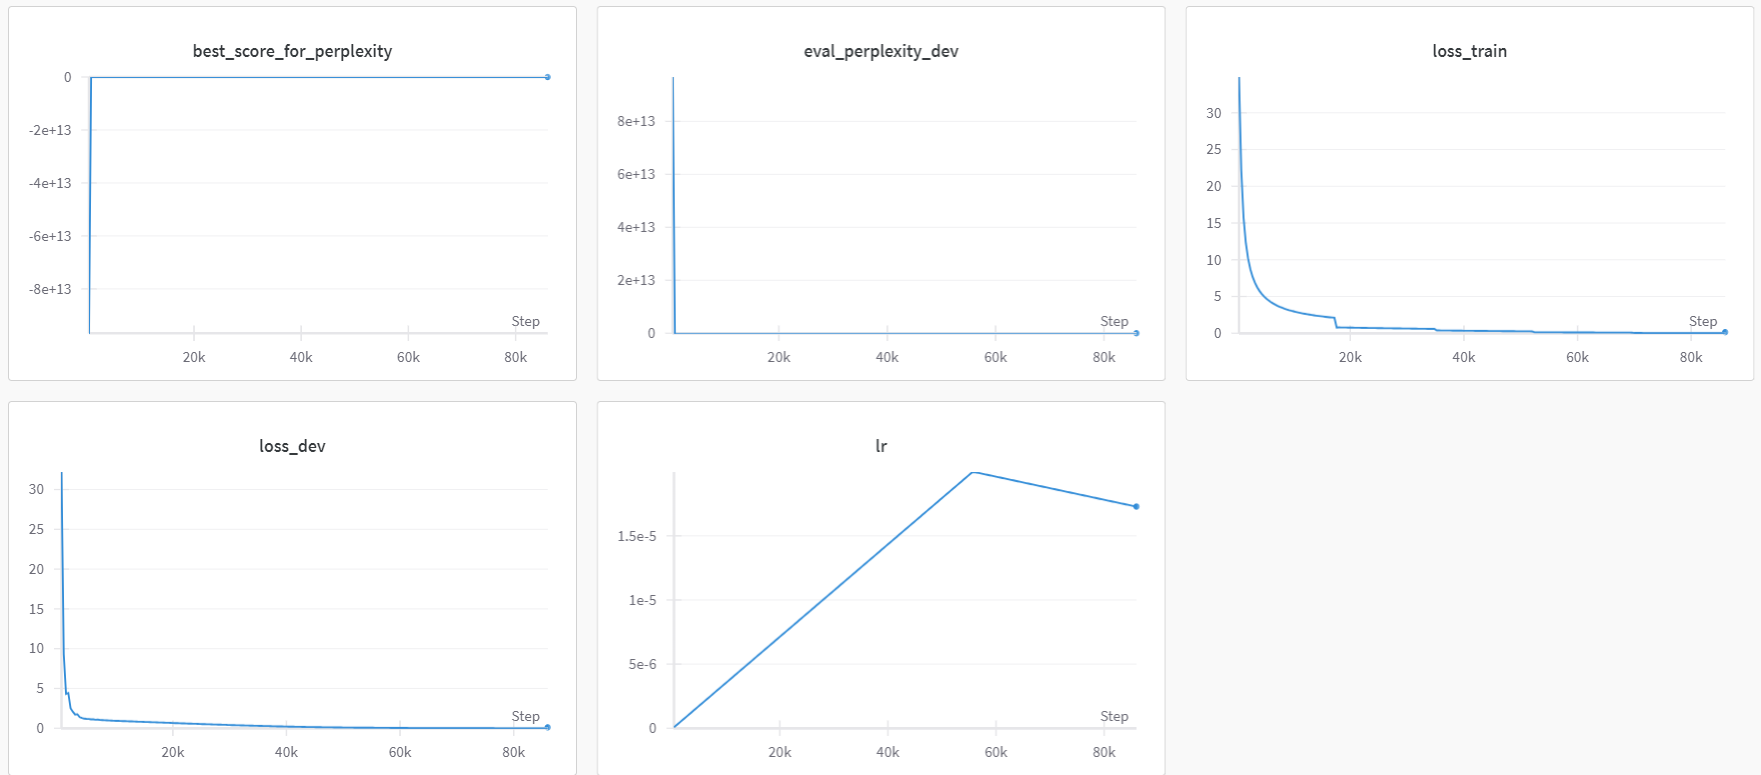 best_score_for_perplexity
0
-2e+13
-4e+13
-6e+13
-8e+13
Step
20k 40k 60k 80k
eval_perplexity_dev
8e+13
6e+13
4e+13
2e+13
0
Step
20k 40k 60k 80k
loss_train
30
25
20
15
10
5
0
Step
20k 40k 60k 80k
loss_dev
30
25
20
15
10
5
0
Step
20k 40k 60k 80k
lr
1.5e-5
1e-5
5e-6
0
Step
20k 40k 60k 80k